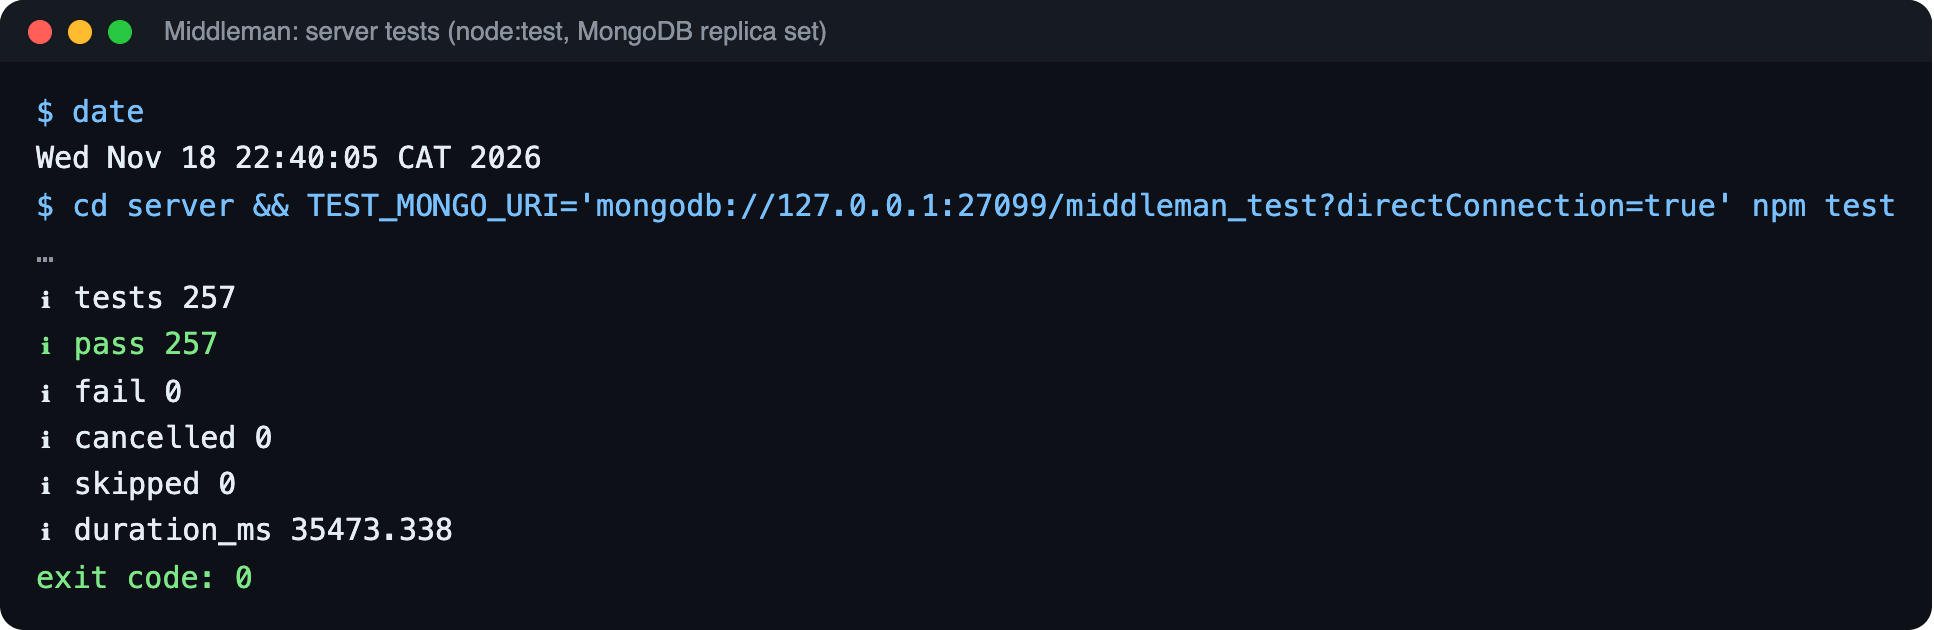 Middleman: server tests (node:test, MongoDB replica set)
$ date
Wed Nov 18 22:40:05 CAT 2026
$ cd server && TEST_MONGO_URI='mongodb://127.0.0.1:27099/middleman_test?directConnection=true' npm test
…
ℹ tests 257
ℹ pass 257
ℹ fail 0
ℹ cancelled 0
ℹ skipped 0
ℹ duration_ms 35473.338
exit code: 0